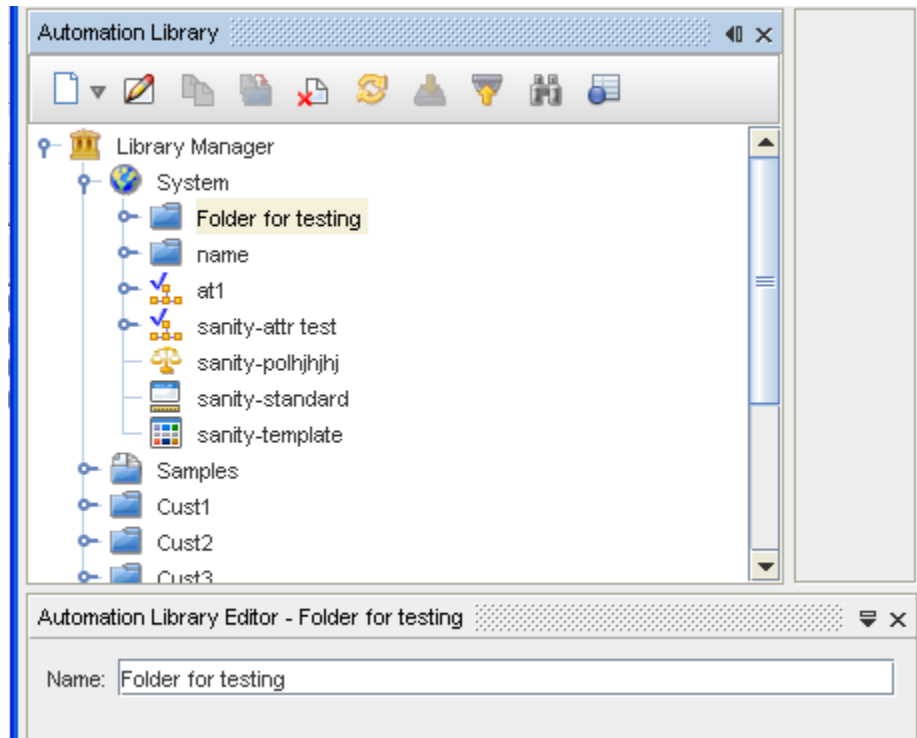 Automation Library
Library Manager
System
Folder for testing
name
at1
sanity-attr test
sanity-polhjhjhj
sanity-standard
sanity-template
Samples
Cust1
Cust2
Cust3
Automation Library Editor - Folder for testing
Name: Folder for testing